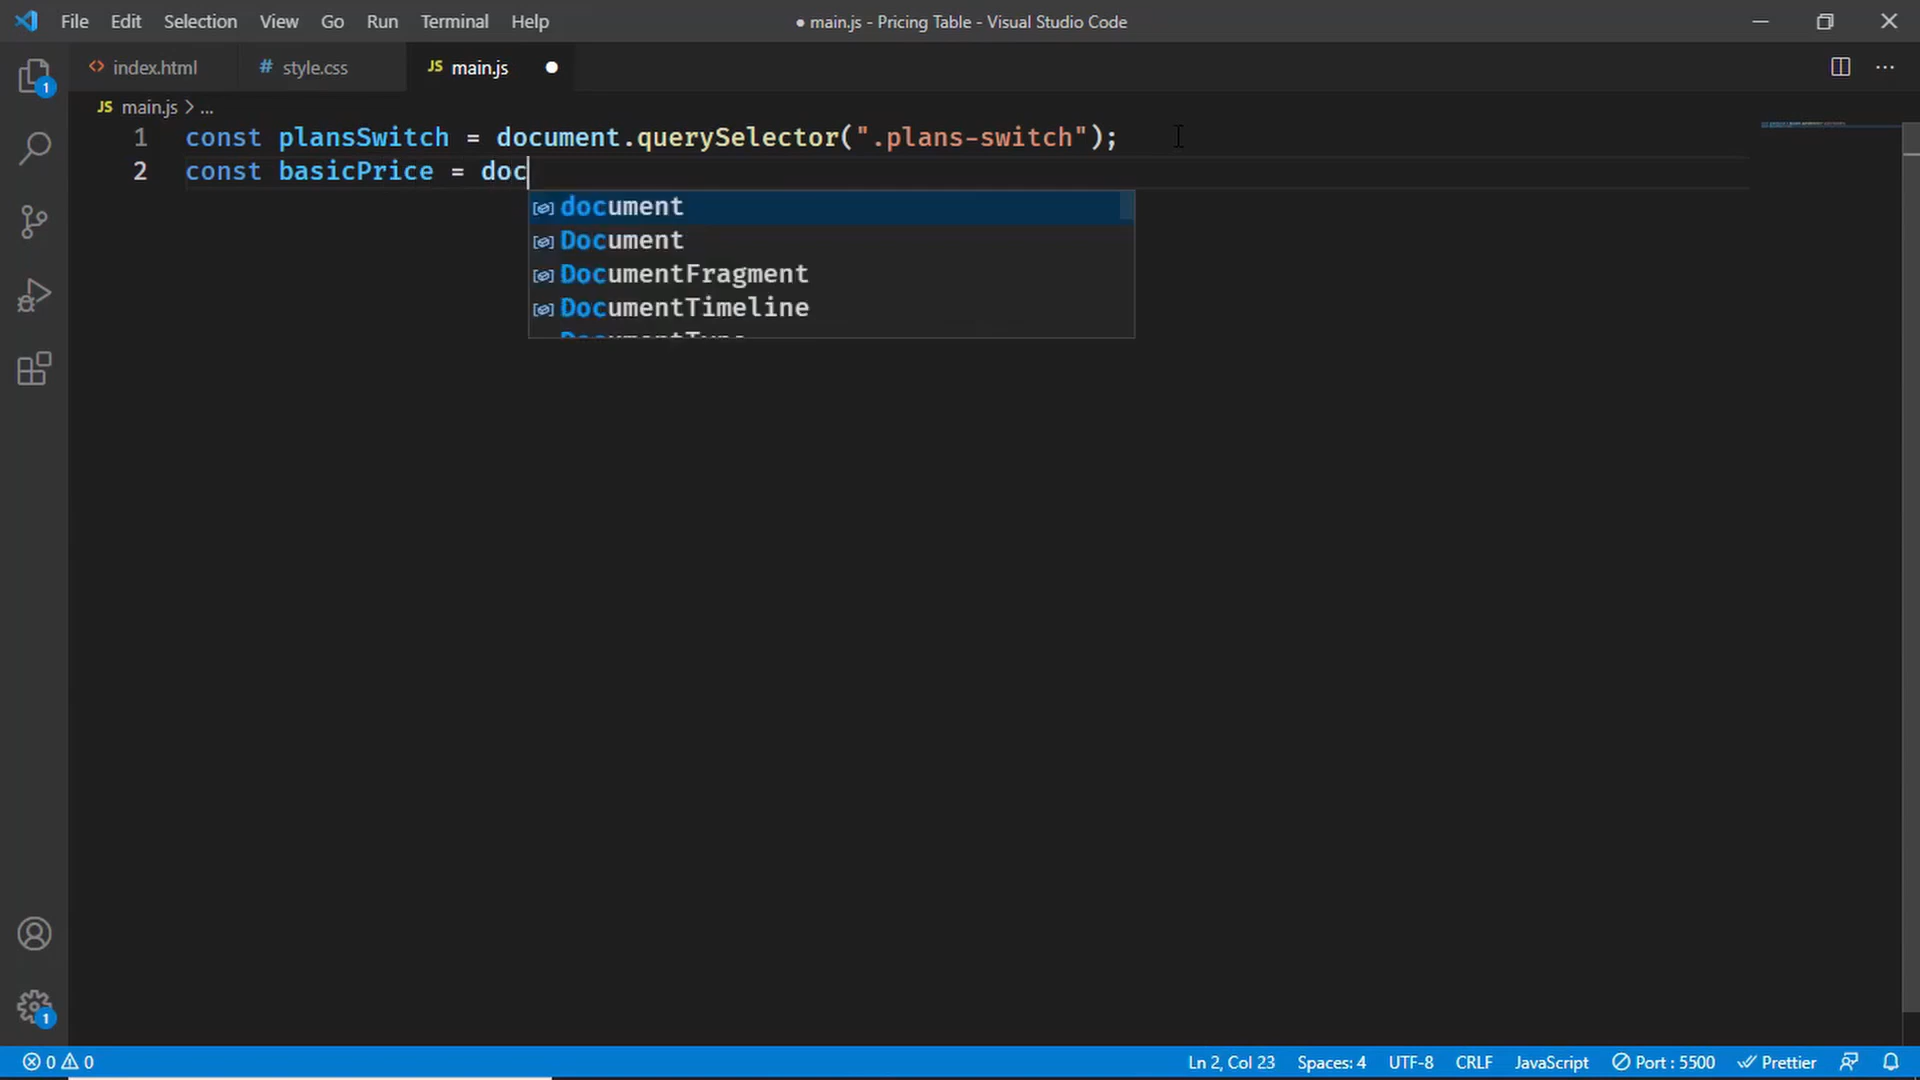 File Edit Selection View Go Run Terminal Help
● main.js - Pricing Table - Visual Studio Code
1
<> index.html
# style.css
JS main.js ●
JS main.js > ...
1 const plansSwitch = document.querySelector(".plans-switch");
2 const basicPrice = doc
document
Document
DocumentFragment
DocumentTimeline
1
0 0
Ln 2, Col 23
Spaces: 4
UTF-8
CRLF
JavaScript
Port : 5500
Prettier